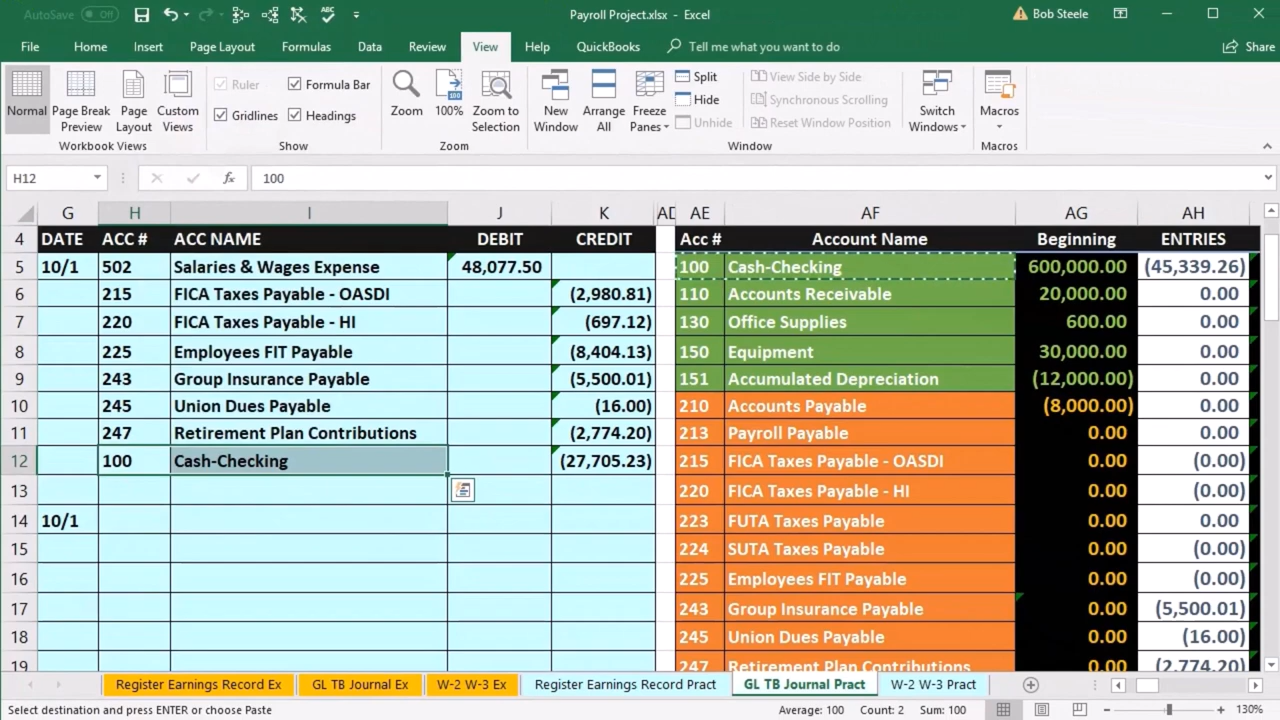 AutoSave Off Payroll Project.xlsx - Excel Bob Steele
File Home Insert Page Layout Formulas Data Review View Help QuickBooks Tell me what you want to do Share
Normal Page Break Preview Page Layout Custom Views
Workbook Views
Ruler Formula Bar
Gridlines Headings
Show
Zoom 100% Zoom to Selection
Zoom
New Window Arrange All Freeze Panes
Split
Hide
Unhide
View Side by Side
Synchronous Scrolling
Reset Window Position
Switch Windows
Window
Macros
Macros
H12 fx 100
G H I J K AD AE AF AG AH
4 DATE ACC # ACC NAME DEBIT CREDIT Acc # Account Name Beginning ENTRIES
5 10/1 502 Salaries & Wages Expense 48,077.50 100 Cash-Checking 600,000.00 (45,339.26)
6 215 FICA Taxes Payable - OASDI (2,980.81) 110 Accounts Receivable 20,000.00 0.00
7 220 FICA Taxes Payable - HI (697.12) 130 Office Supplies 600.00 0.00
8 225 Employees FIT Payable (8,404.13) 150 Equipment 30,000.00 0.00
9 243 Group Insurance Payable (5,500.01) 151 Accumulated Depreciation (12,000.00) 0.00
10 245 Union Dues Payable (16.00) 210 Accounts Payable (8,000.00) 0.00
11 247 Retirement Plan Contributions (2,774.20) 213 Payroll Payable 0.00 0.00
12 100 Cash-Checking (27,705.23) 215 FICA Taxes Payable - OASDI 0.00 (0.00)
13 220 FICA Taxes Payable - HI 0.00 (0.00)
14 10/1 223 FUTA Taxes Payable 0.00 (0.00)
15 224 SUTA Taxes Payable 0.00 (0.00)
16 225 Employees FIT Payable 0.00 (0.00)
17 243 Group Insurance Payable 0.00 (5,500.01)
18 245 Union Dues Payable 0.00 (16.00)
19 247 Retirement Plan Contributions 0.00 (2,774.20)
Register Earnings Record Ex GL TB Journal Ex W-2 W-3 Ex Register Earnings Record Pract GL TB Journal Pract W-2 W-3 Pract
Select destination and press ENTER or choose Paste Average: 100 Count: 2 Sum: 100 130%